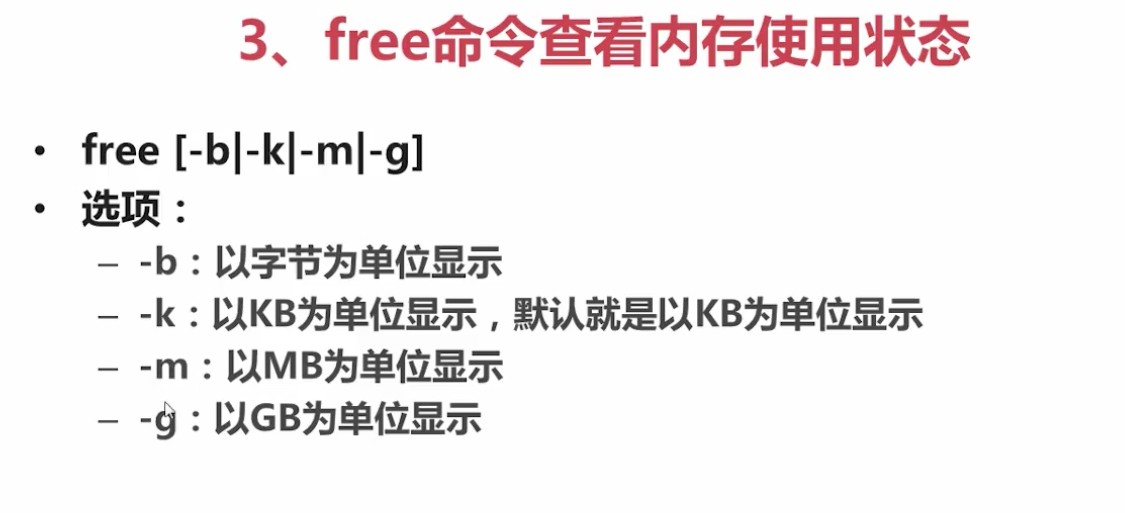 3、free命令查看内存使用状态
• free [-b|-k|-m|-g]
• 选项：
– -b：以字节为单位显示
– -k：以KB为单位显示，默认就是以KB为单位显示
– -m：以MB为单位显示
– -g：以GB为单位显示